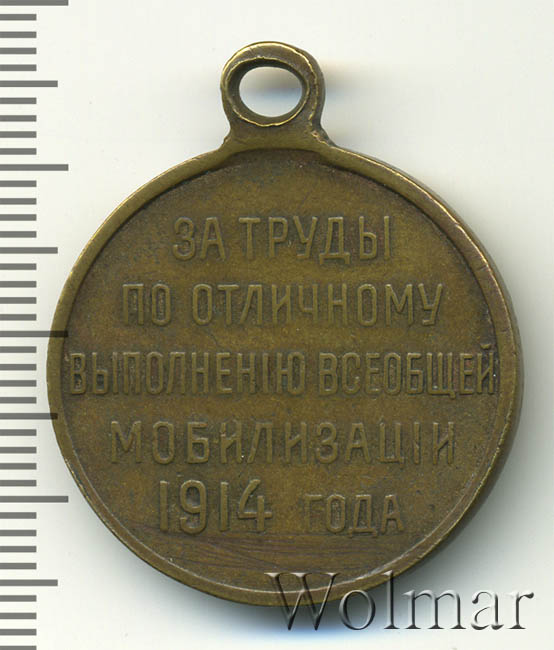 ЗА ТРУДЫ
ПО ОТЛИЧНОМУ
ВЫПОЛНЕНІЮ ВСЕОБЩЕЙ
МОБИЛИЗАЦІИ
1914 ГОДА
Wolmar